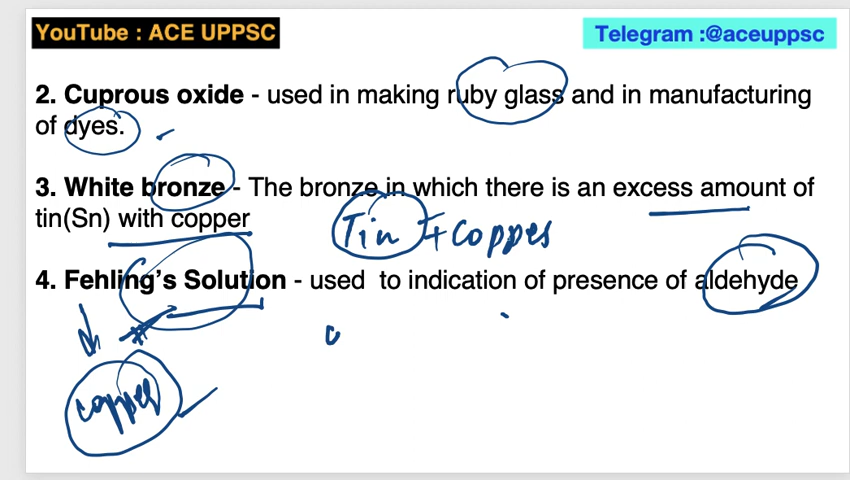 YouTube : ACE UPPSC
Telegram :@aceuppsc
2. Cuprous oxide - used in making ruby glass and in manufacturing
of dyes.
3. White bronze - The bronze in which there is an excess amount of
tin(Sn) with copper
Tin + Copper
4. Fehling's Solution - used to indication of presence of aldehyde
copper